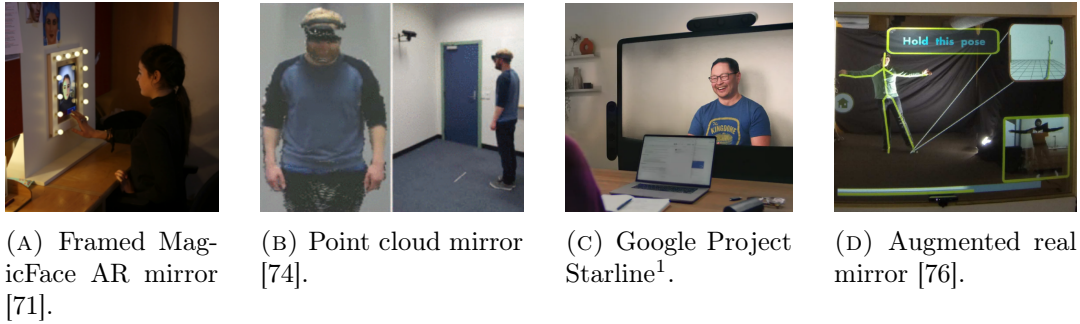 Hold this pose
KINGDOME
(A) Framed Mag-
icFace AR mirror
[71].
(B) Point cloud mirror
[74].
(C) Google Project
Starline¹.
(D) Augmented real
mirror [76].